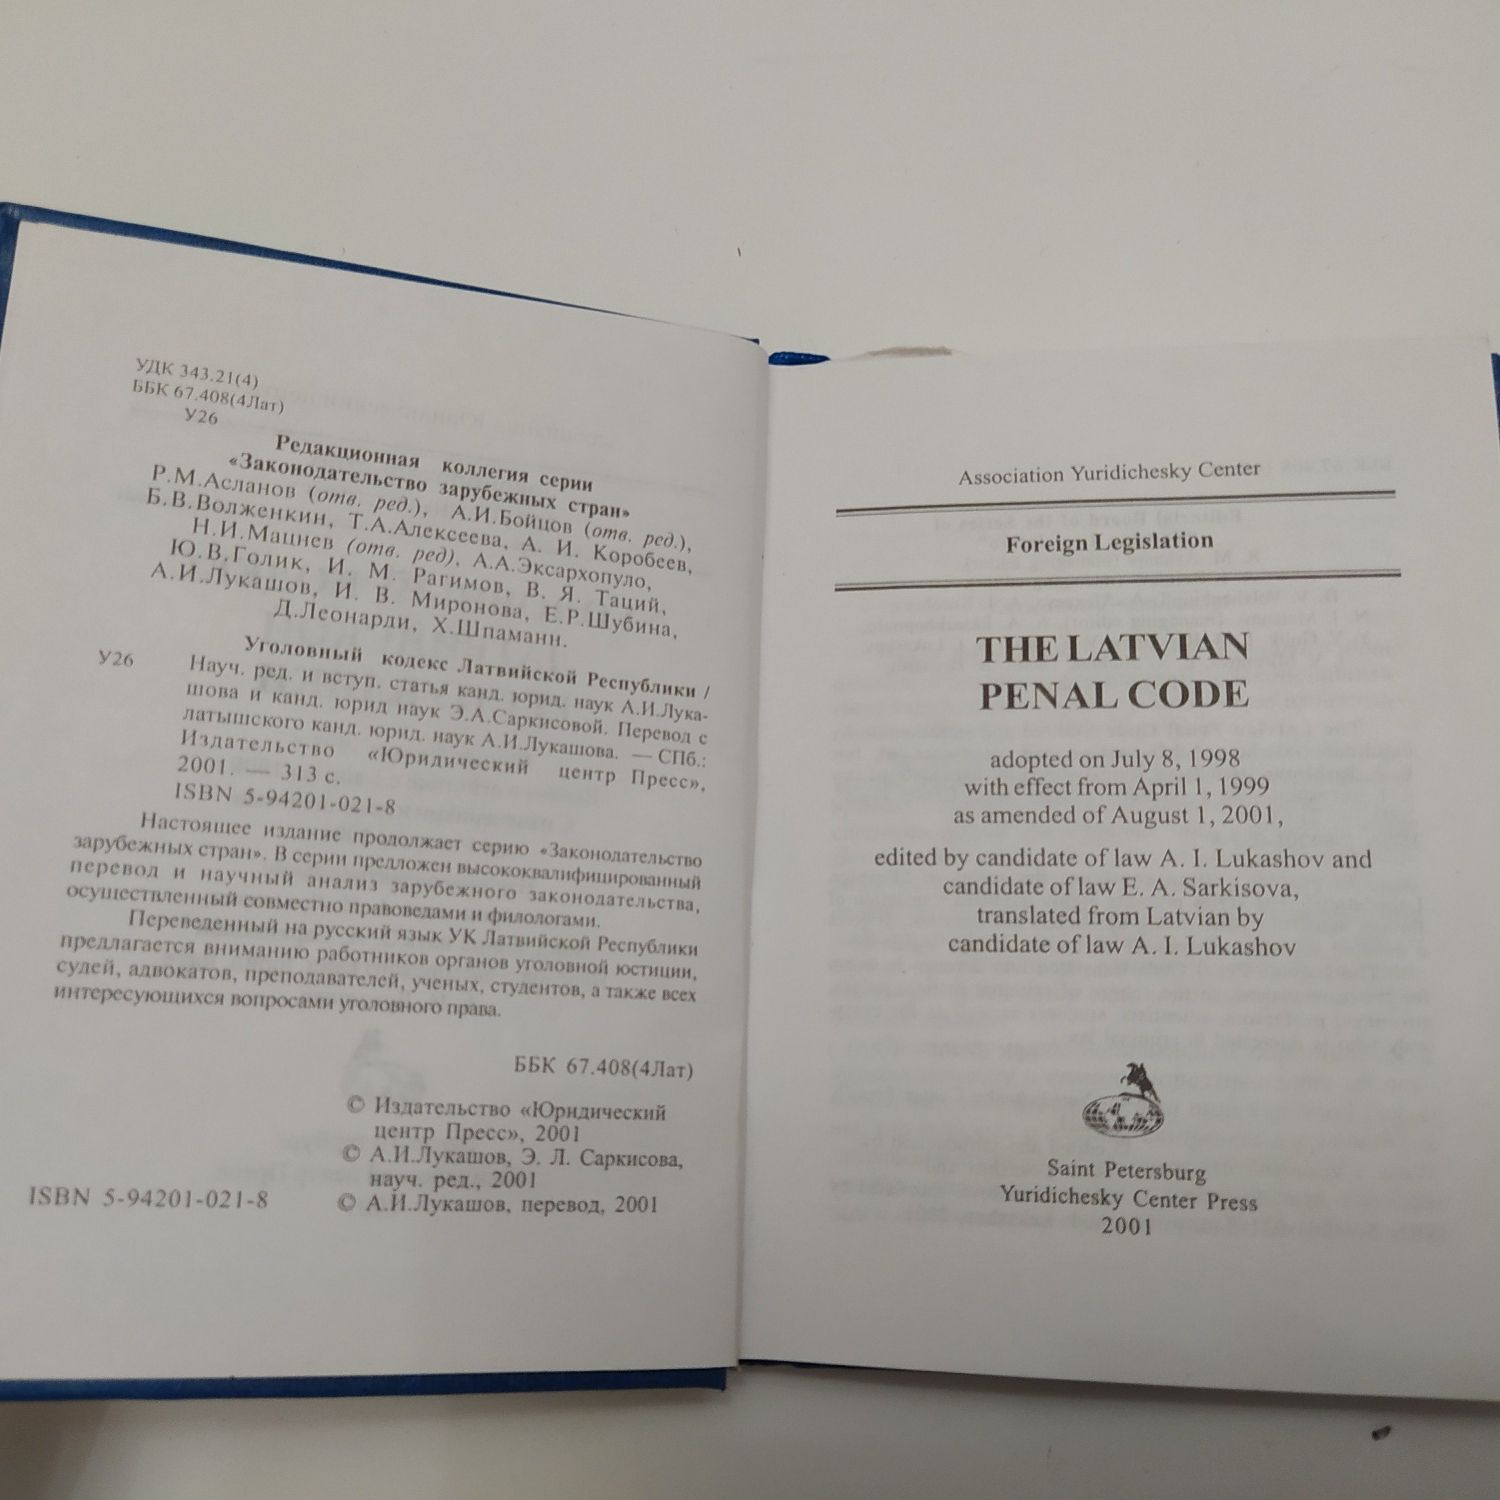 УДК 343.21(4)
ББК 67.408(4Лат)
У26
Редакционная коллегия серии
«Законодательство зарубежных стран»
Р.М.Асланов (отв. ред.), А.И.Бойцов (отв. ред.),
Б.В.Волженкин, Т.А.Алексеева, А. И. Коробеев,
Н.И.Мацнев (отв. ред), А.А.Эксархопуло,
Ю.В.Голик, И. М. Рагимов, В. Я. Таций,
А.И.Лукашов, И. В. Миронова, Е.Р.Шубина,
Д.Леонарди, Х.Шпаманн.
Уголовный кодекс Латвийской Республики /
У26 Науч. ред. и вступ. статья канд. юрид. наук А.И.Лука-
шова и канд. юрид наук Э.А.Саркисовой. Перевод с
латышского канд. юрид. наук А.И.Лукашова. — СПб.:
Издательство «Юридический центр Пресс»,
2001. — 313 с.
ISBN 5-94201-021-8
Настоящее издание продолжает серию «Законодательство
зарубежных стран». В серии предложен высококвалифицированный
перевод и научный анализ зарубежного законодательства,
осуществленный совместно правоведами и филологами.
Переведенный на русский язык УК Латвийской Республики
предлагается вниманию работников органов уголовной юстиции,
судей, адвокатов, преподавателей, ученых, студентов, а также всех
интересующихся вопросами уголовного права.
ББК 67.408(4Лат)
© Издательство «Юридический
центр Пресс», 2001
© А.И.Лукашов, Э. Л. Саркисова,
науч. ред., 2001
ISBN 5-94201-021-8 © А.И.Лукашов, перевод, 2001
Association Yuridichesky Center
Foreign Legislation
THE LATVIAN
PENAL CODE
adopted on July 8, 1998
with effect from April 1, 1999
as amended of August 1, 2001,
edited by candidate of law A. I. Lukashov and
candidate of law E. A. Sarkisova,
translated from Latvian by
candidate of law A. I. Lukashov
Saint Petersburg
Yuridichesky Center Press
2001